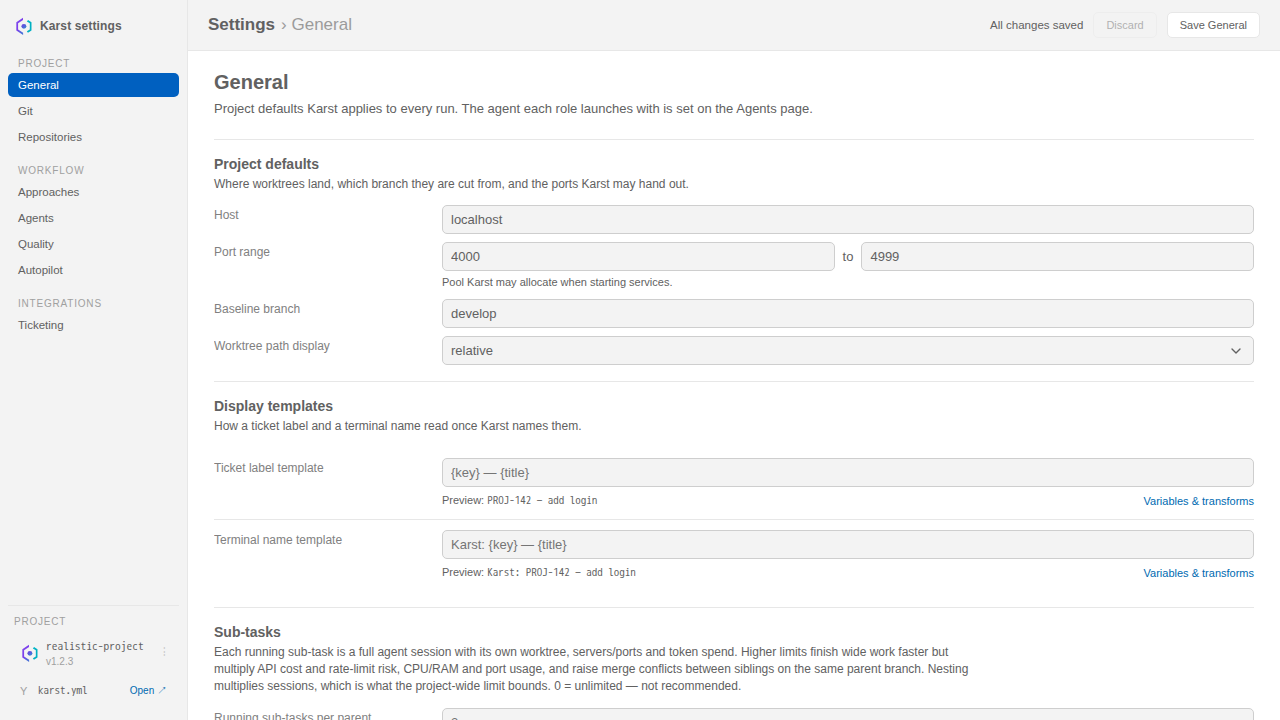 Karst settings
Settings › General
All changes saved
Discard
Save General
PROJECT
General
Git
Repositories
WORKFLOW
Approaches
Agents
Quality
Autopilot
INTEGRATIONS
Ticketing
PROJECT
realistic-project
v1.2.3
Y karst.yml
Open ↗
General
Project defaults Karst applies to every run. The agent each role launches with is set on the Agents page.
Project defaults
Where worktrees land, which branch they are cut from, and the ports Karst may hand out.
Host
localhost
Port range
4000 to 4999
Pool Karst may allocate when starting services.
Baseline branch
develop
Worktree path display
relative
Display templates
How a ticket label and a terminal name read once Karst names them.
Ticket label template
{key} — {title}
Preview: PROJ-142 — add login
Variables & transforms
Terminal name template
Karst: {key} — {title}
Preview: Karst: PROJ-142 — add login
Variables & transforms
Sub-tasks
Each running sub-task is a full agent session with its own worktree, servers/ports and token spend. Higher limits finish wide work faster but
multiply API cost and rate-limit risk, CPU/RAM and port usage, and raise merge conflicts between siblings on the same parent branch. Nesting
multiplies sessions, which is what the project-wide limit bounds. 0 = unlimited — not recommended.
Running sub-tasks per parent